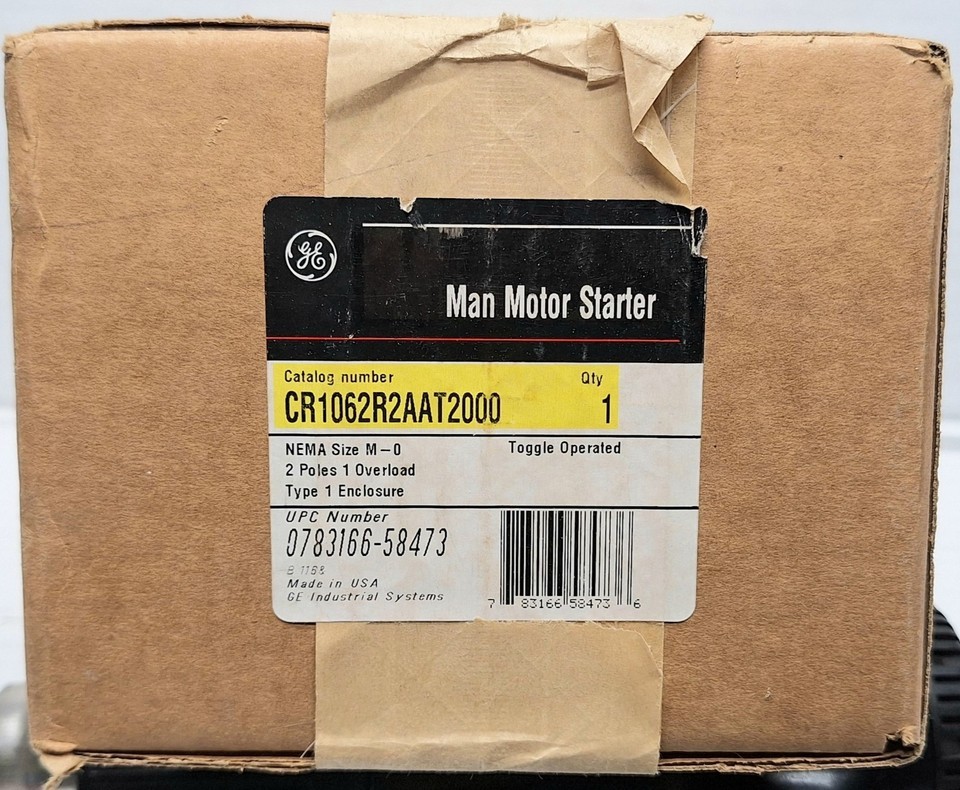 GE
Man Motor Starter
Catalog number Qty
CR1062R2AAT2000 1
NEMA Size M-0 Toggle Operated
2 Poles 1 Overload
Type 1 Enclosure
UPC Number
0783166-58473
B 1168
Made in USA
GE Industrial Systems
7 83166 58473 6